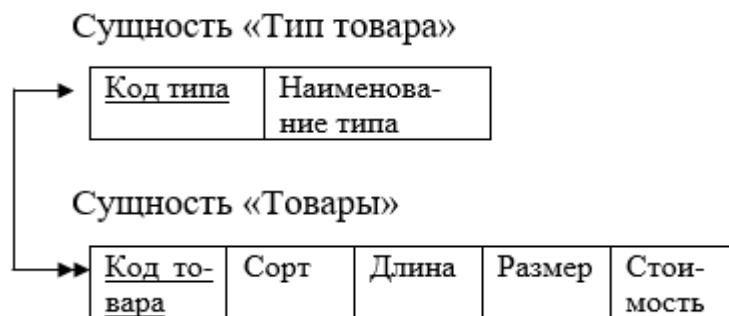 Сущность «Тип товара»
Код типа Наименова-
ние типа
Сущность «Товары»
Код то- Сорт Длина Размер Стои-
вара мость